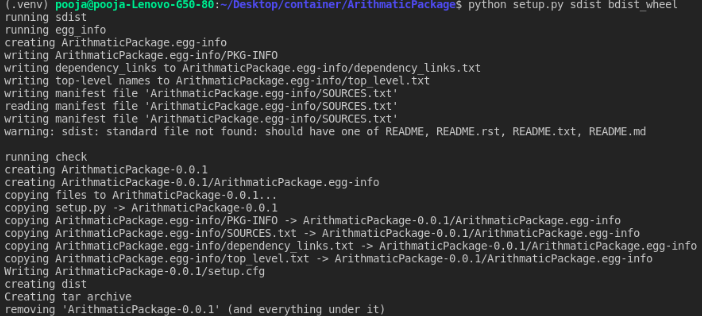 (.venv) pooja@pooja-Lenovo-G50-80:~/Desktop/container/ArithmaticPackage$ python setup.py sdist bdist_wheel
running sdist
running egg_info
creating ArithmaticPackage.egg-info
writing ArithmaticPackage.egg-info/PKG-INFO
writing dependency_links to ArithmaticPackage.egg-info/dependency_links.txt
writing top-level names to ArithmaticPackage.egg-info/top_level.txt
writing manifest file 'ArithmaticPackage.egg-info/SOURCES.txt'
reading manifest file 'ArithmaticPackage.egg-info/SOURCES.txt'
writing manifest file 'ArithmaticPackage.egg-info/SOURCES.txt'
warning: sdist: standard file not found: should have one of README, README.rst, README.txt, README.md
running check
creating ArithmaticPackage-0.0.1
creating ArithmaticPackage-0.0.1/ArithmaticPackage.egg-info
copying files to ArithmaticPackage-0.0.1...
copying setup.py -> ArithmaticPackage-0.0.1
copying ArithmaticPackage.egg-info/PKG-INFO -> ArithmaticPackage-0.0.1/ArithmaticPackage.egg-info
copying ArithmaticPackage.egg-info/SOURCES.txt -> ArithmaticPackage-0.0.1/ArithmaticPackage.egg-info
copying ArithmaticPackage.egg-info/dependency_links.txt -> ArithmaticPackage-0.0.1/ArithmaticPackage.egg-info
copying ArithmaticPackage.egg-info/top_level.txt -> ArithmaticPackage-0.0.1/ArithmaticPackage.egg-info
Writing ArithmaticPackage-0.0.1/setup.cfg
creating dist
Creating tar archive
removing 'ArithmaticPackage-0.0.1' (and everything under it)